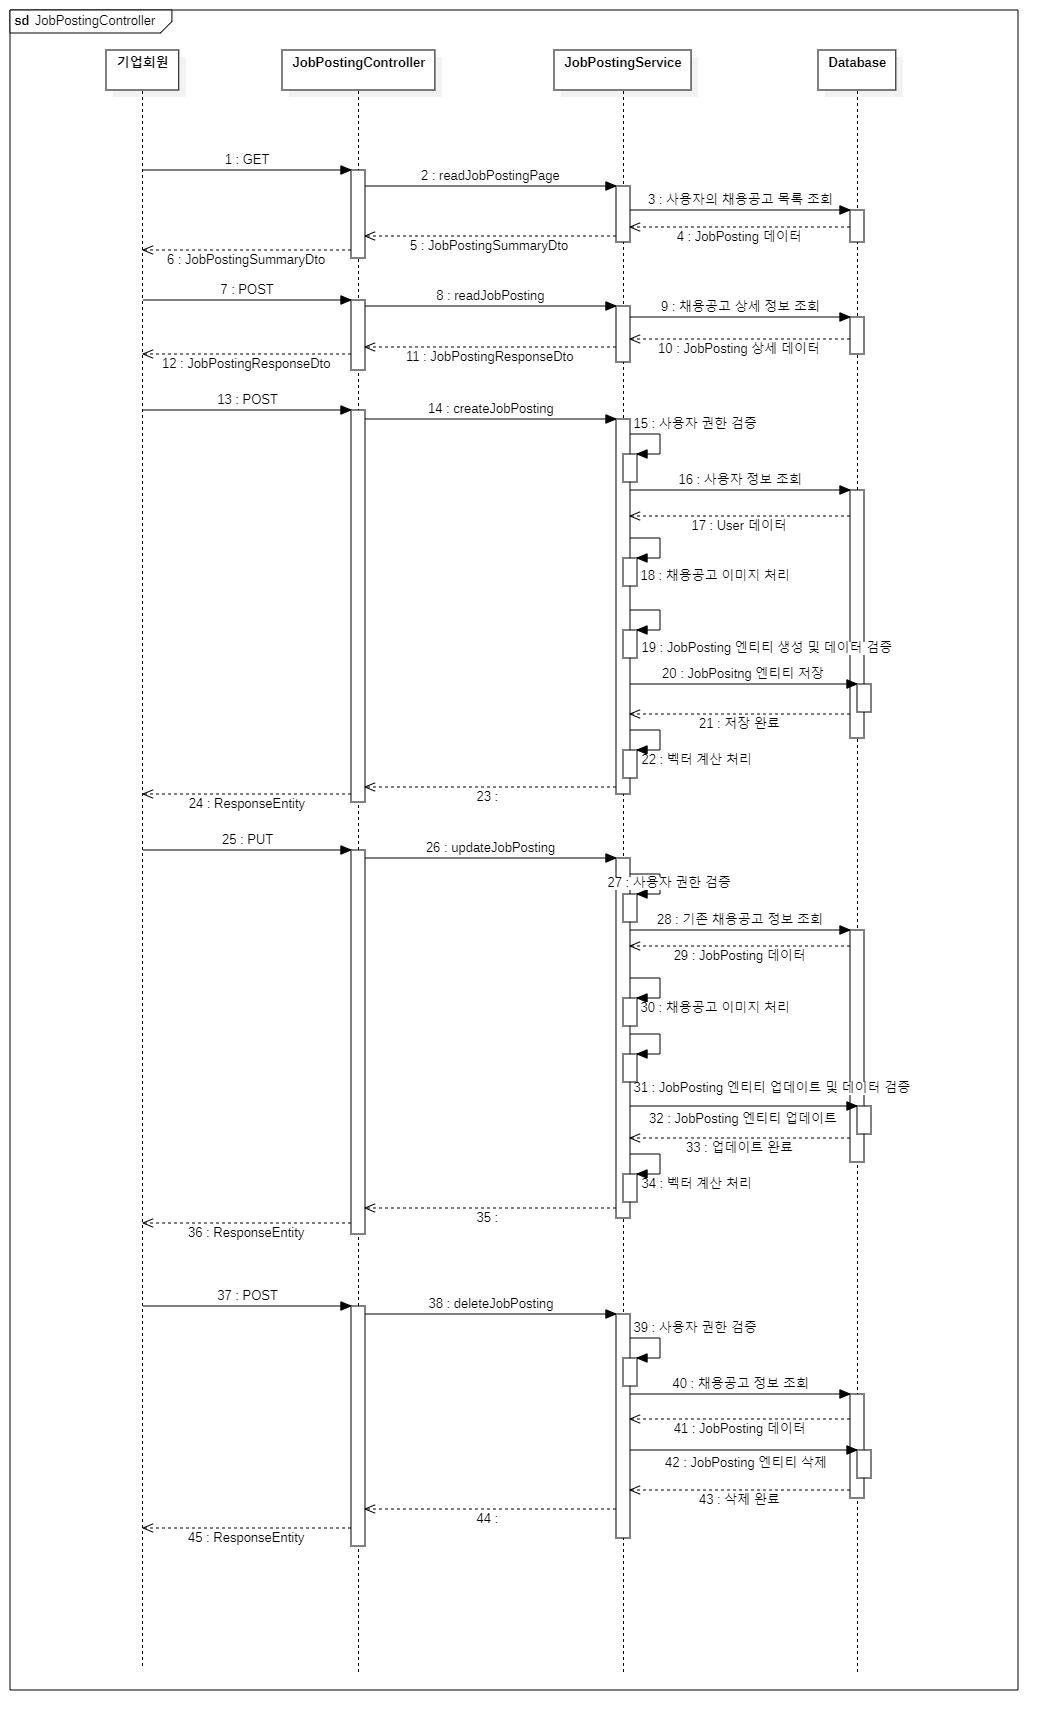 sd JobPostingController
기업회원
JobPostingController
JobPostingService
Database
1 : GET
2 : readJobPostingPage
3 : 사용자의 채용공고 목록 조회
4 : JobPosting 데이터
5 : JobPostingSummaryDto
6 : JobPostingSummaryDto
7 : POST
8 : readJobPosting
9 : 채용공고 상세 정보 조회
10 : JobPosting 상세 데이터
11 : JobPostingResponseDto
12 : JobPostingResponseDto
13 : POST
14 : createJobPosting
15 : 사용자 권한 검증
16 : 사용자 정보 조회
17 : User 데이터
18 : 채용공고 이미지 처리
19 : JobPosting 엔티티 생성 및 데이터 검증
20 : JobPositng 엔티티 저장
21 : 저장 완료
22 : 벡터 계산 처리
23 :
24 : ResponseEntity
25 : PUT
26 : updateJobPosting
27 : 사용자 권한 검증
28 : 기존 채용공고 정보 조회
29 : JobPosting 데이터
30 : 채용공고 이미지 처리
31 : JobPosting 엔티티 업데이트 및 데이터 검증
32 : JobPosting 엔티티 업데이트
33 : 업데이트 완료
34 : 벡터 계산 처리
35 :
36 : ResponseEntity
37 : POST
38 : deleteJobPosting
39 : 사용자 권한 검증
40 : 채용공고 정보 조회
41 : JobPosting 데이터
42 : JobPosting 엔티티 삭제
43 : 삭제 완료
44 :
45 : ResponseEntity